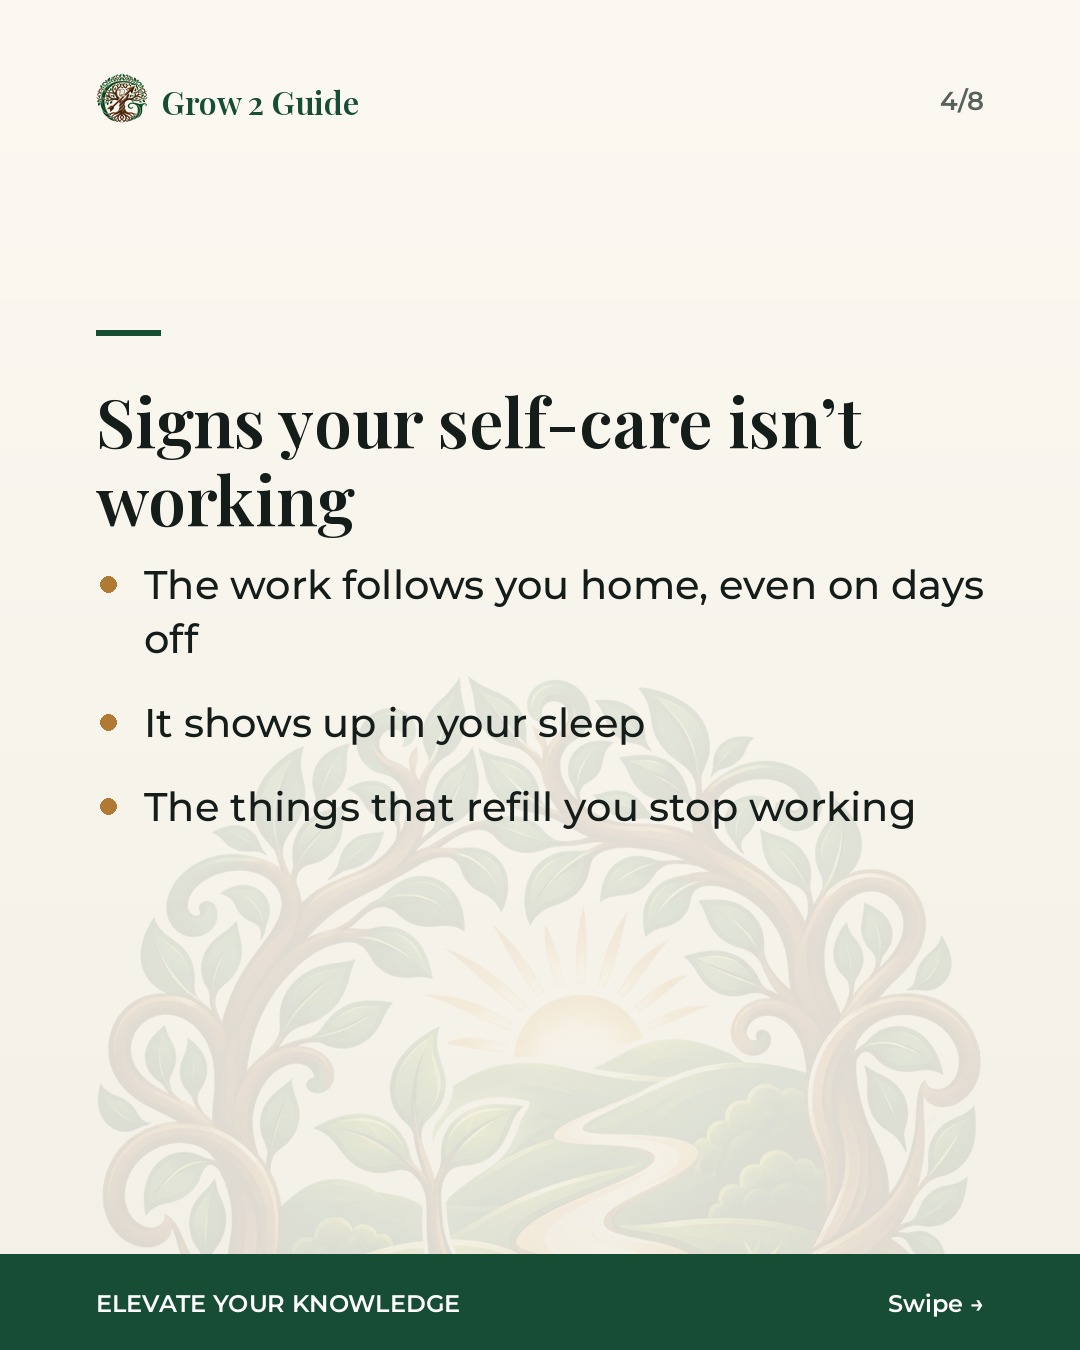 Grow 2 Guide
4/8
Signs your self-care isn’t
working
The work follows you home, even on days
off
It shows up in your sleep
The things that refill you stop working
ELEVATE YOUR KNOWLEDGE
Swipe →